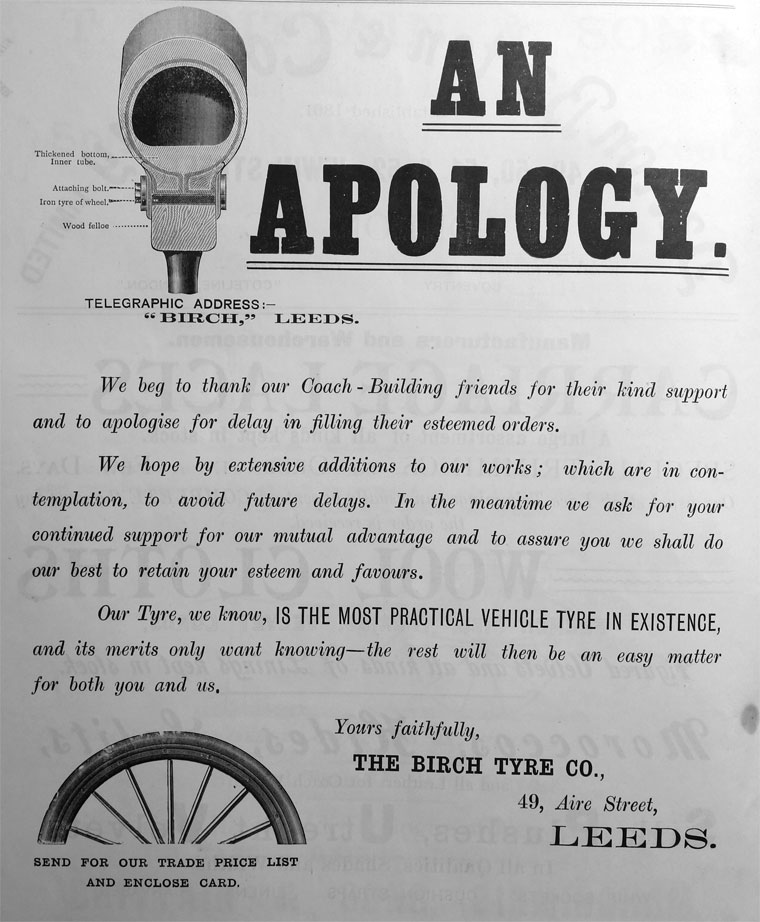 AN
APOLOGY.
Thickened bottom,
Inner tube.
Attaching bolt.
Iron tyre of wheel.
Wood felloe
TELEGRAPHIC ADDRESS:—
“BIRCH,” LEEDS.
We beg to thank our Coach-Building friends for their kind support
and to apologise for delay in filling their esteemed orders.
We hope by extensive additions to our works; which are in con-
templation, to avoid future delays. In the meantime we ask for your
continued support for our mutual advantage and to assure you we shall do
our best to retain your esteem and favours.
Our Tyre, we know, IS THE MOST PRACTICAL VEHICLE TYRE IN EXISTENCE,
and its merits only want knowing—the rest will then be an easy matter
for both you and us.
Yours faithfully,
THE BIRCH TYRE CO.,
49, Aire Street,
LEEDS.
SEND FOR OUR TRADE PRICE LIST
AND ENCLOSE CARD.